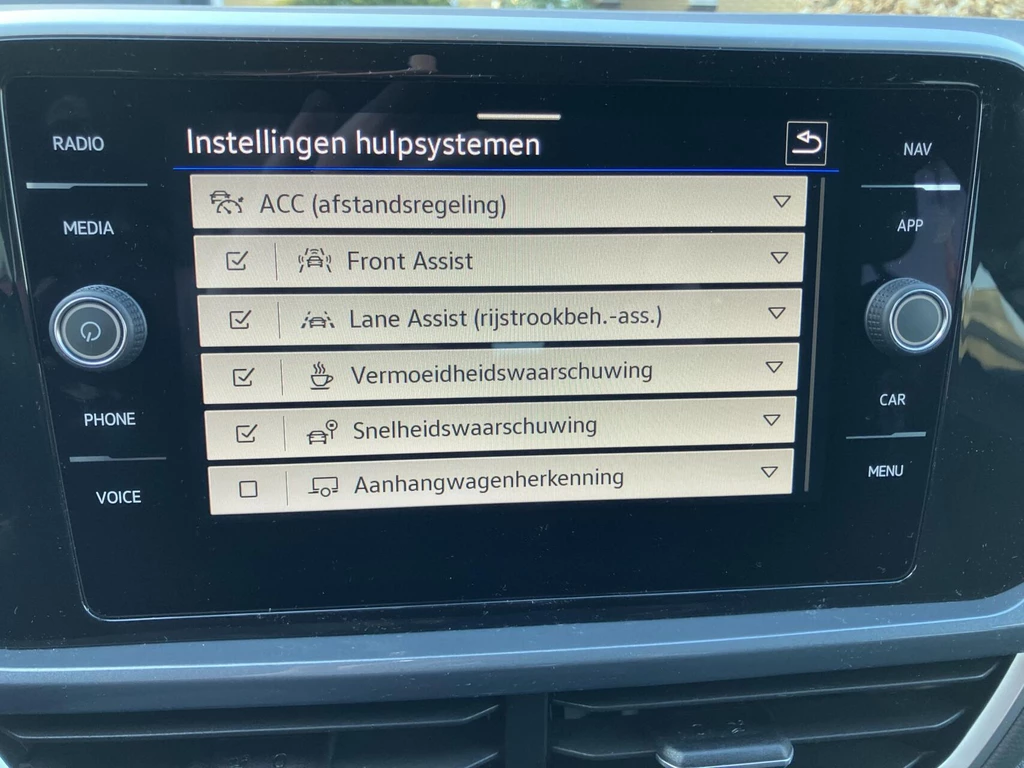 Instellingen hulpsystemen
ACC (afstandsregeling)
Front Assist
Lane Assist (rijstrookbeh.-ass.)
Vermoeidheidswaarschuwing
Snelheidswaarschuwing
Aanhangwagenherkenning
RADIO
MEDIA
PHONE
VOICE
NAV
APP
CAR
MENU